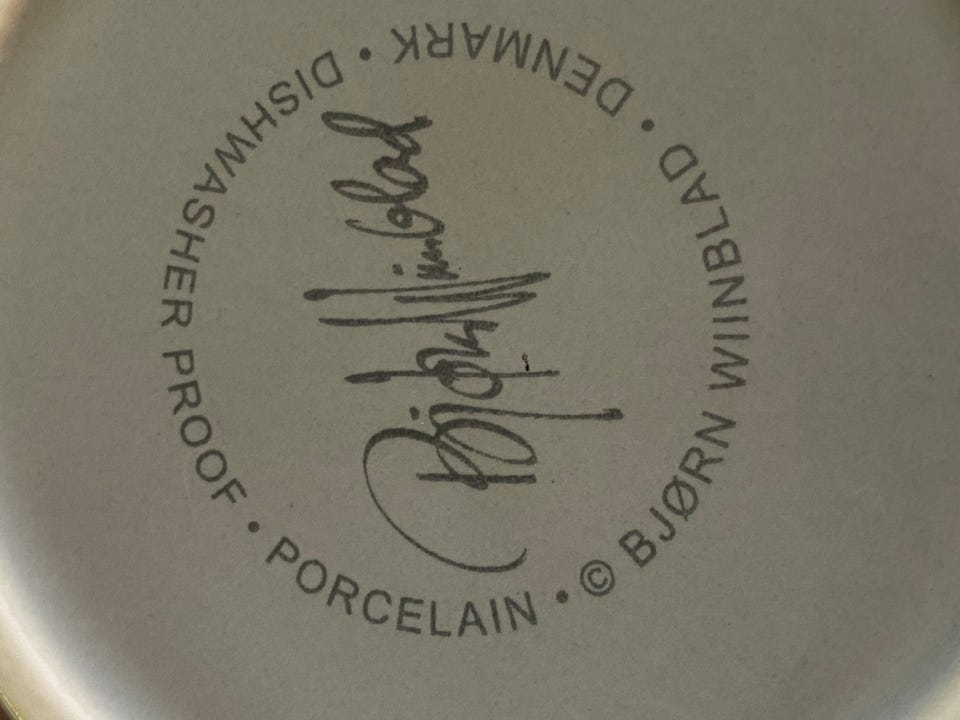 © BJØRN WIINBLAD • DENMARK • DISHWASHER PROOF • PORCELAIN •
Bjørn Wiinblad